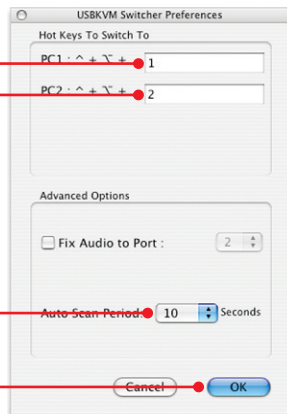 USBKVM Switcher Preferences
Hot Keys To Switch To
PC1 : ^ + ⌥ + 1
PC2 : ^ + ⌥ + 2
Advanced Options
Fix Audio to Port : 2
Auto Scan Period: 10 Seconds
Cancel OK